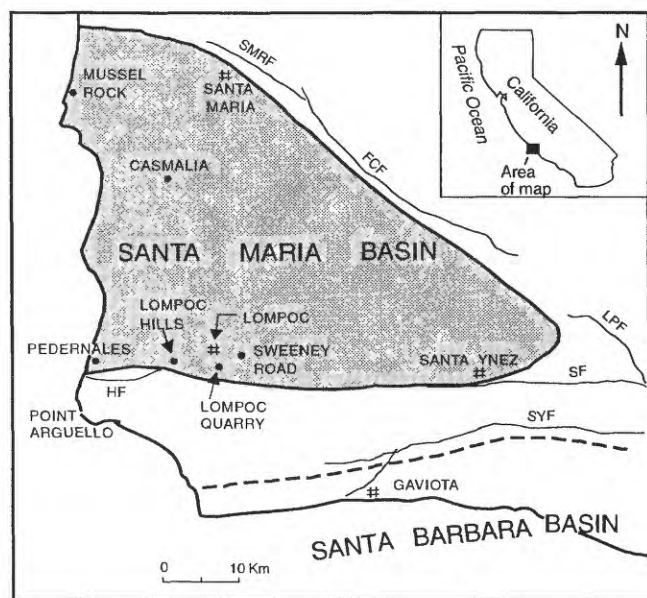 SMRF
N
MUSSEL
ROCK
SANTA
MARIA
Pacific Ocean
California
Area
of map
FCF
CASMALIA
SANTA MARIA BASIN
LOMPOC
HILLS
LOMPOC
LPF
PEDERNALES
SWEENEY
ROAD
SANTA YNEZ
SF
HF
LOMPOC
QUARRY
POINT
ARGUELLO
SYF
GAVIOTA
SANTA BARBARA BASIN
0 10 Km